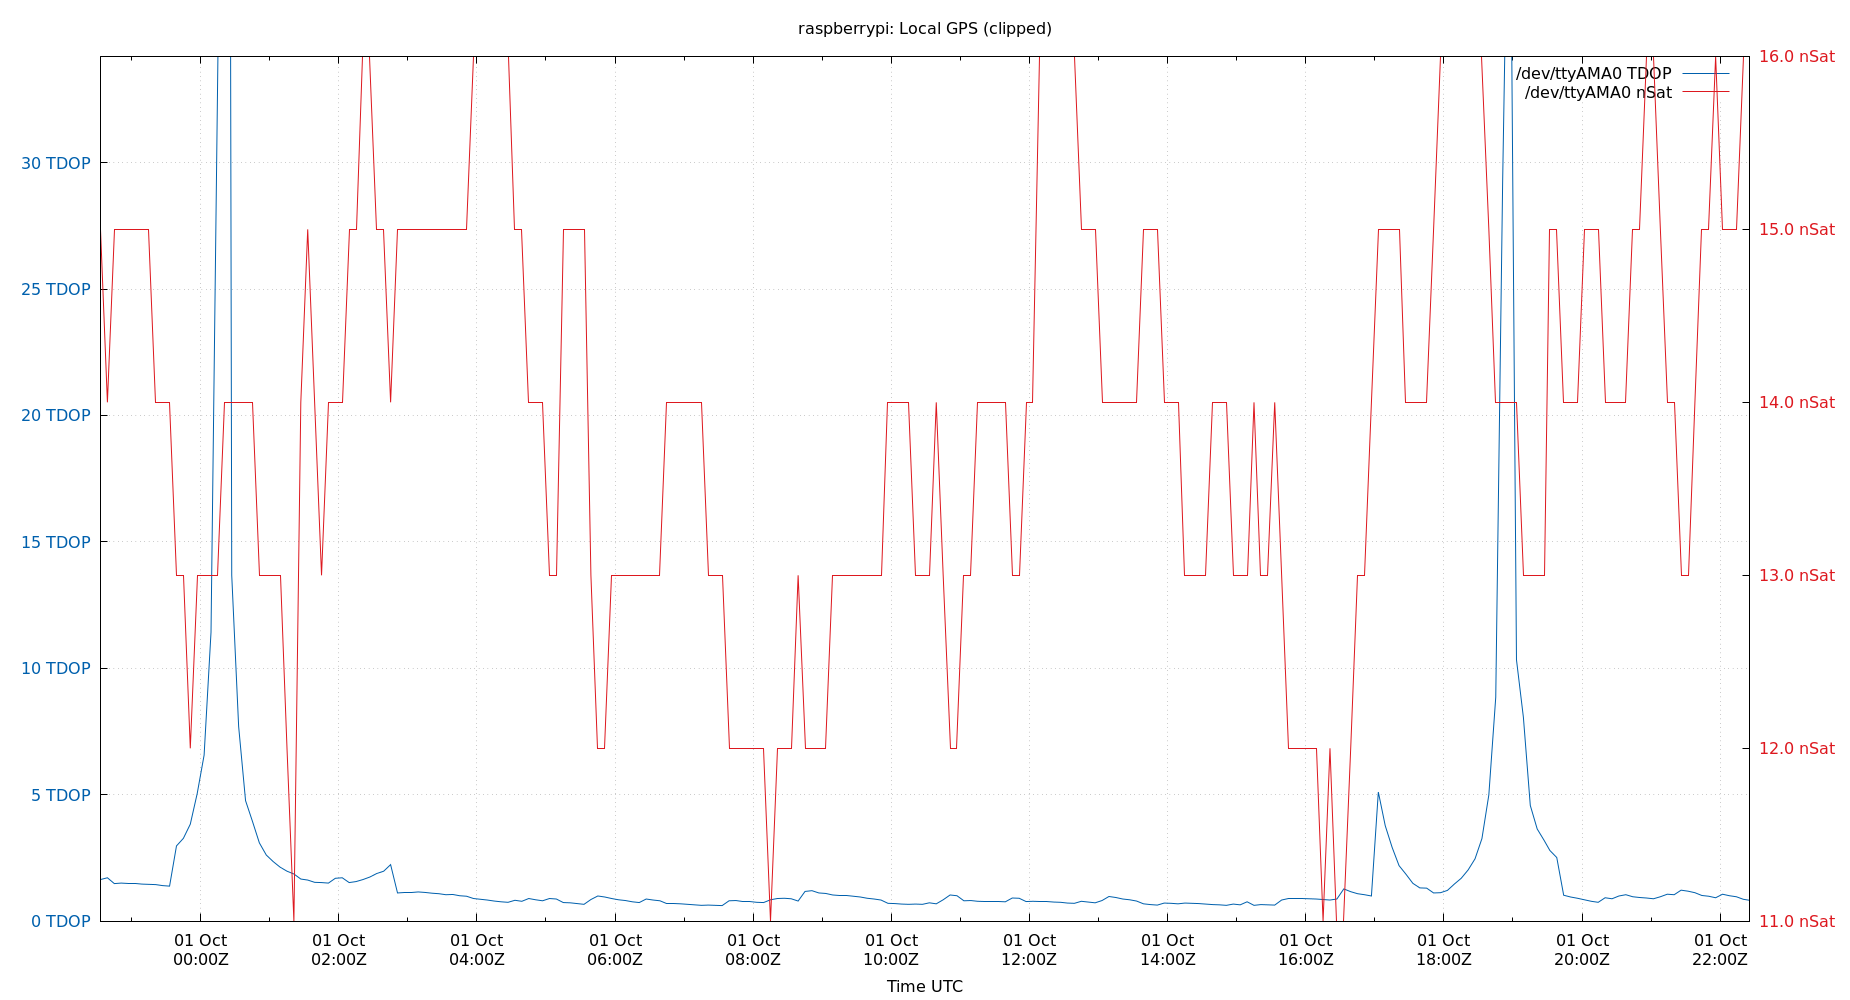 raspberrypi: Local GPS (clipped)
/dev/ttyAMA0 TDOP
/dev/ttyAMA0 nSat
30 TDOP
25 TDOP
20 TDOP
15 TDOP
10 TDOP
5 TDOP
0 TDOP
16.0 nSat
15.0 nSat
14.0 nSat
13.0 nSat
12.0 nSat
11.0 nSat
01 Oct
00:00Z
01 Oct
02:00Z
01 Oct
04:00Z
01 Oct
06:00Z
01 Oct
08:00Z
01 Oct
10:00Z
01 Oct
12:00Z
01 Oct
14:00Z
01 Oct
16:00Z
01 Oct
18:00Z
01 Oct
20:00Z
01 Oct
22:00Z
Time UTC